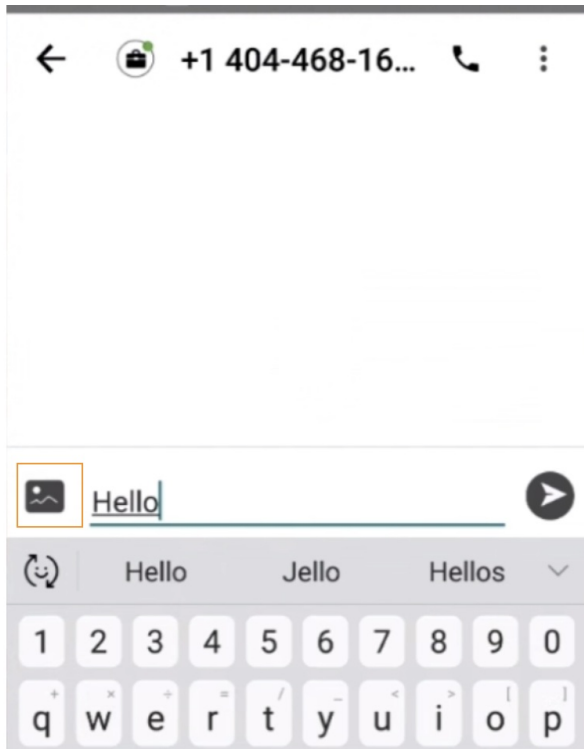 +1 404-468-16...
Hello
Hello Jello Hellos
1 2 3 4 5 6 7 8 9 0
+ × ÷ = / _ < > [ ]
q w e r t y u i o p